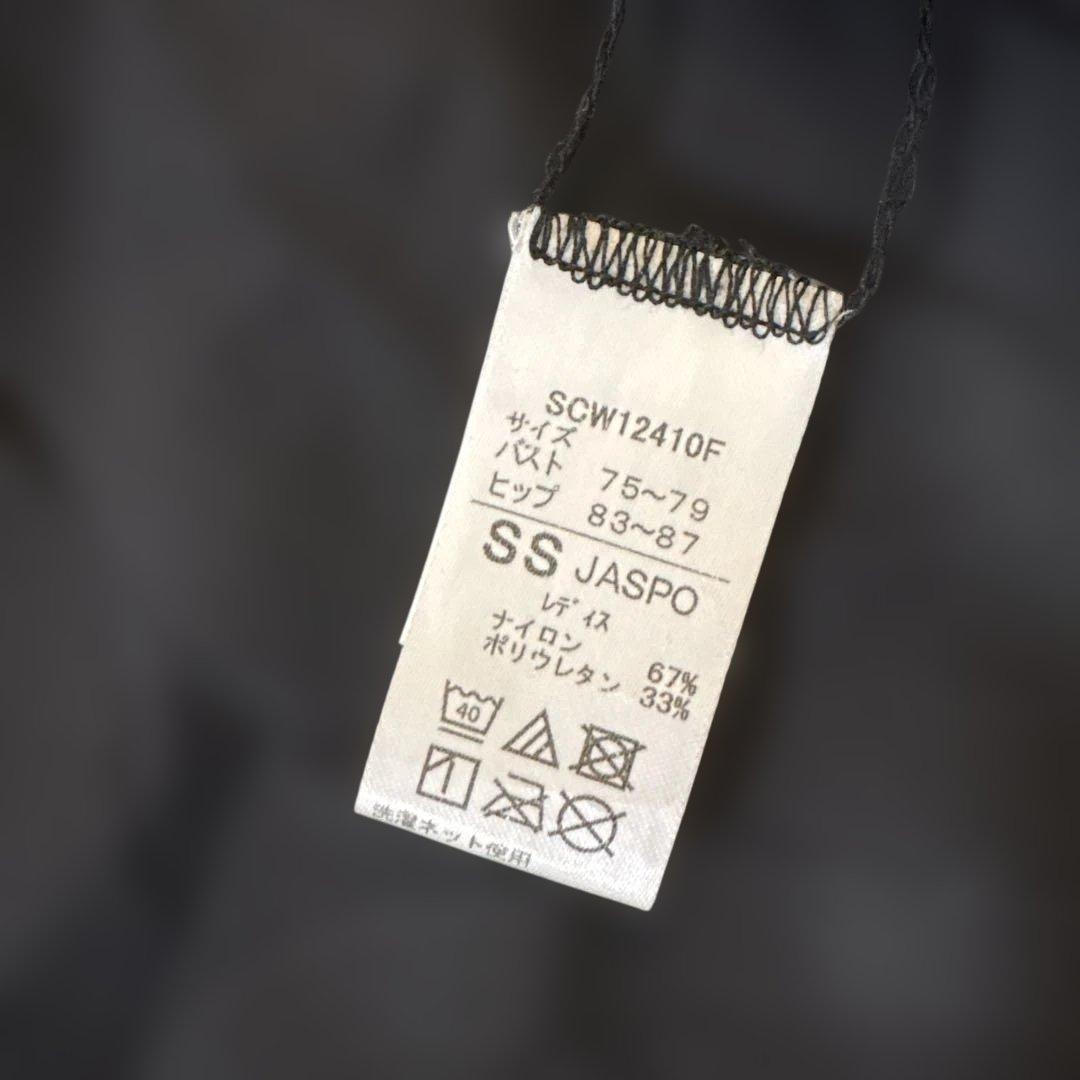 SCW12410F
サイズ
バスト 75～79
ヒップ 83～87
SS JASPO
レディス
ナイロン 67%
ポリウレタン 33%
40
洗濯ネット使用